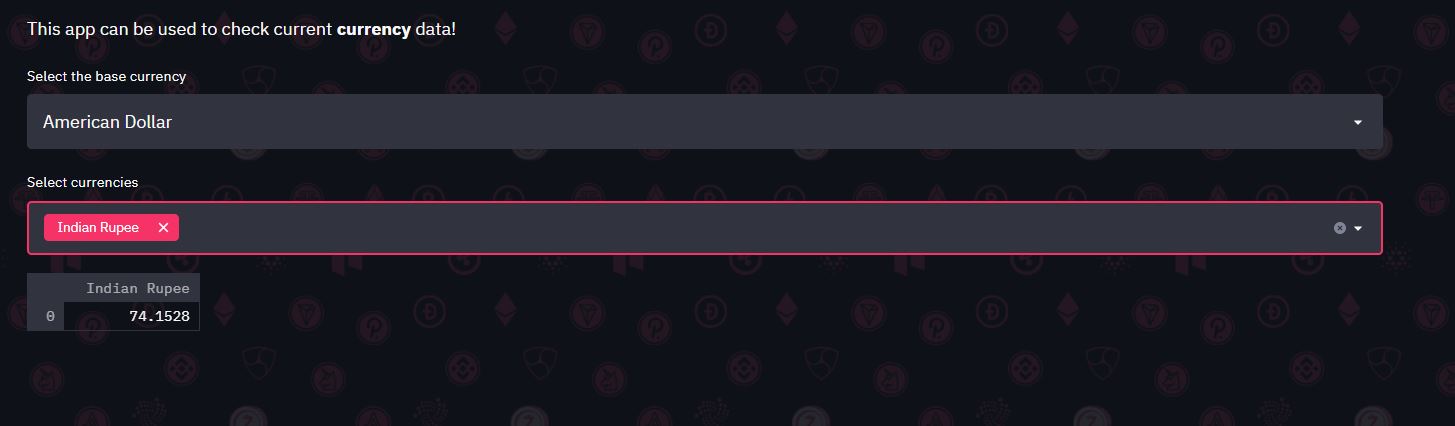 This app can be used to check current currency data!
Select the base currency
American Dollar
Select currencies
Indian Rupee ×
Indian Rupee
0 74.1528